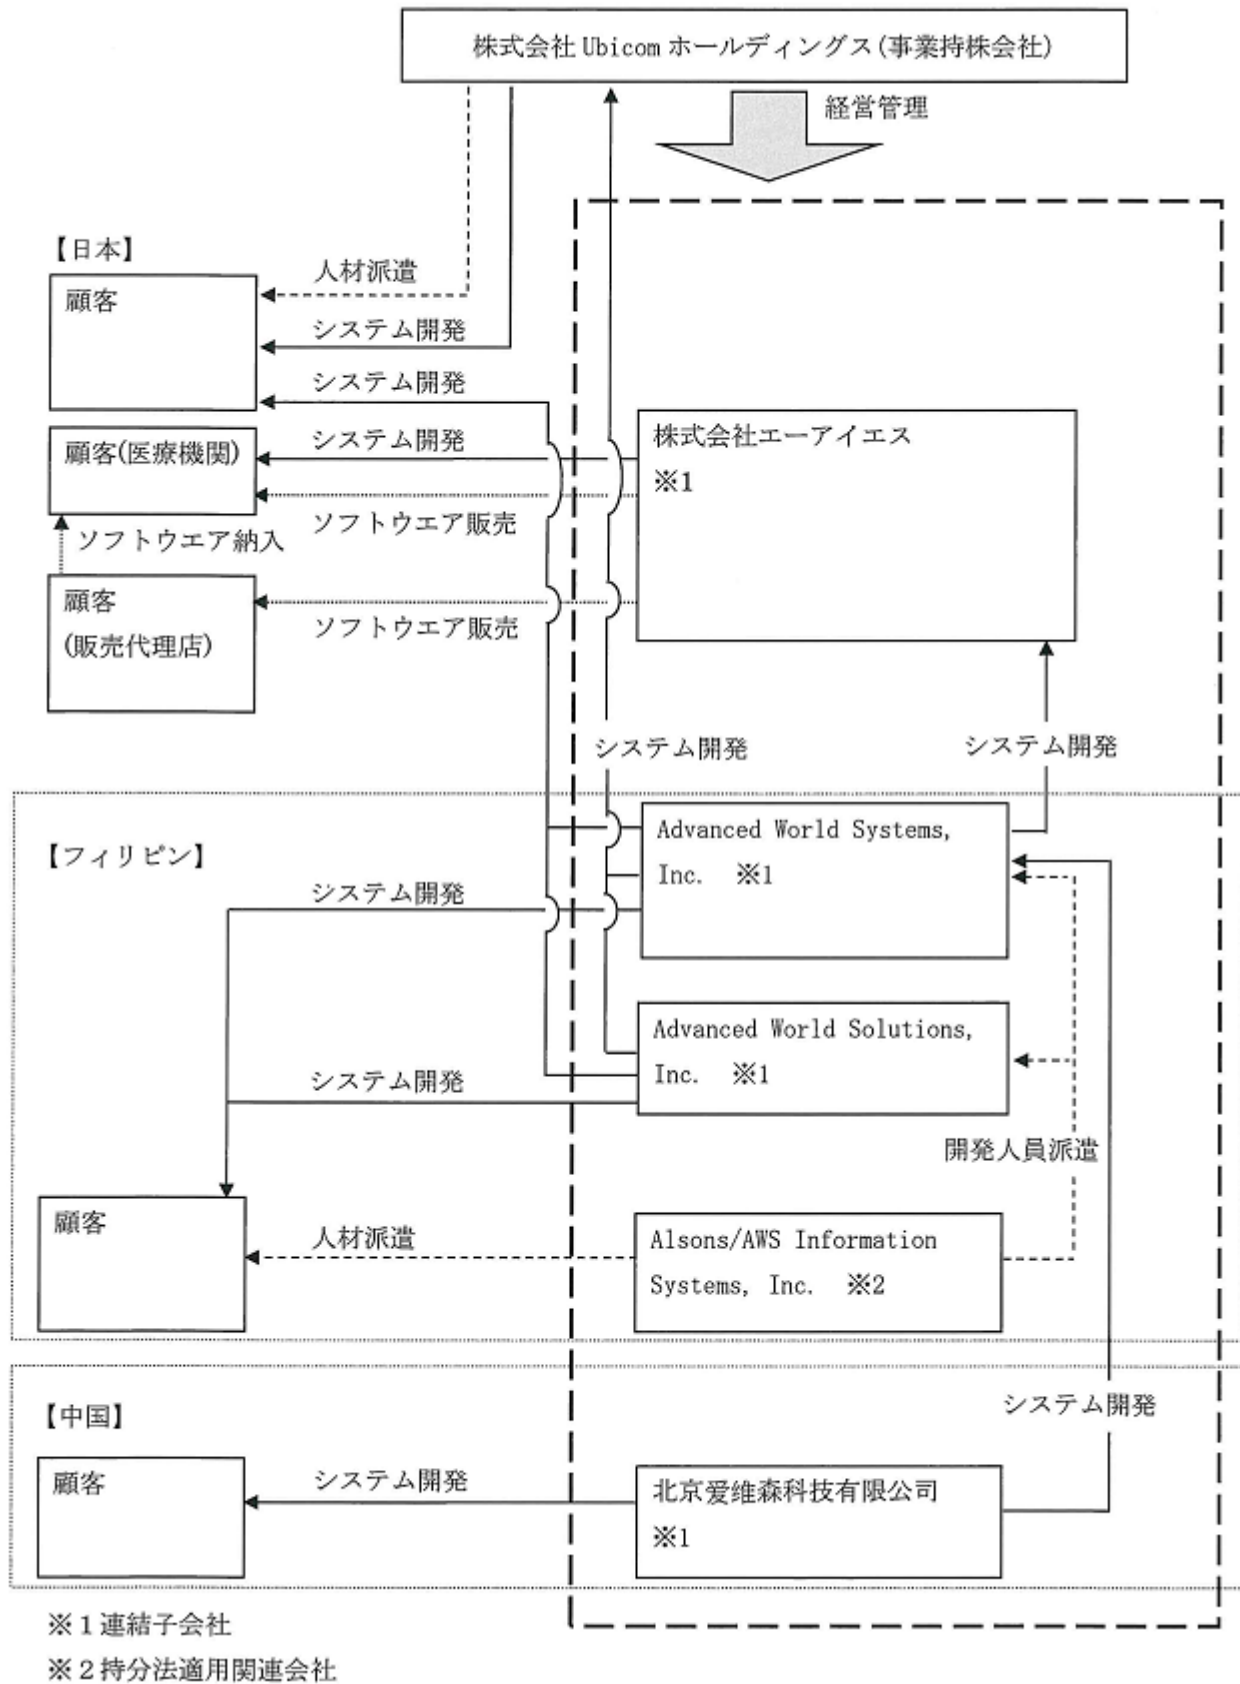 株式会社 Ubicom ホールディングス(事業持株会社)
経営管理
【日本】
人材派遣
顧客
システム開発
システム開発
顧客(医療機関)
システム開発
株式会社エーアイエス
※1
ソフトウエア販売
ソフトウエア納入
顧客
(販売代理店)
ソフトウエア販売
システム開発
システム開発
【フィリピン】
Advanced World Systems,
Inc. ※1
システム開発
Advanced World Solutions,
Inc. ※1
システム開発
開発人員派遣
顧客
人材派遣
Alsons/AWS Information
Systems, Inc. ※2
【中国】
システム開発
顧客
システム開発
北京爱维森科技有限公司
※1
※1連結子会社
※2持分法適用関連会社